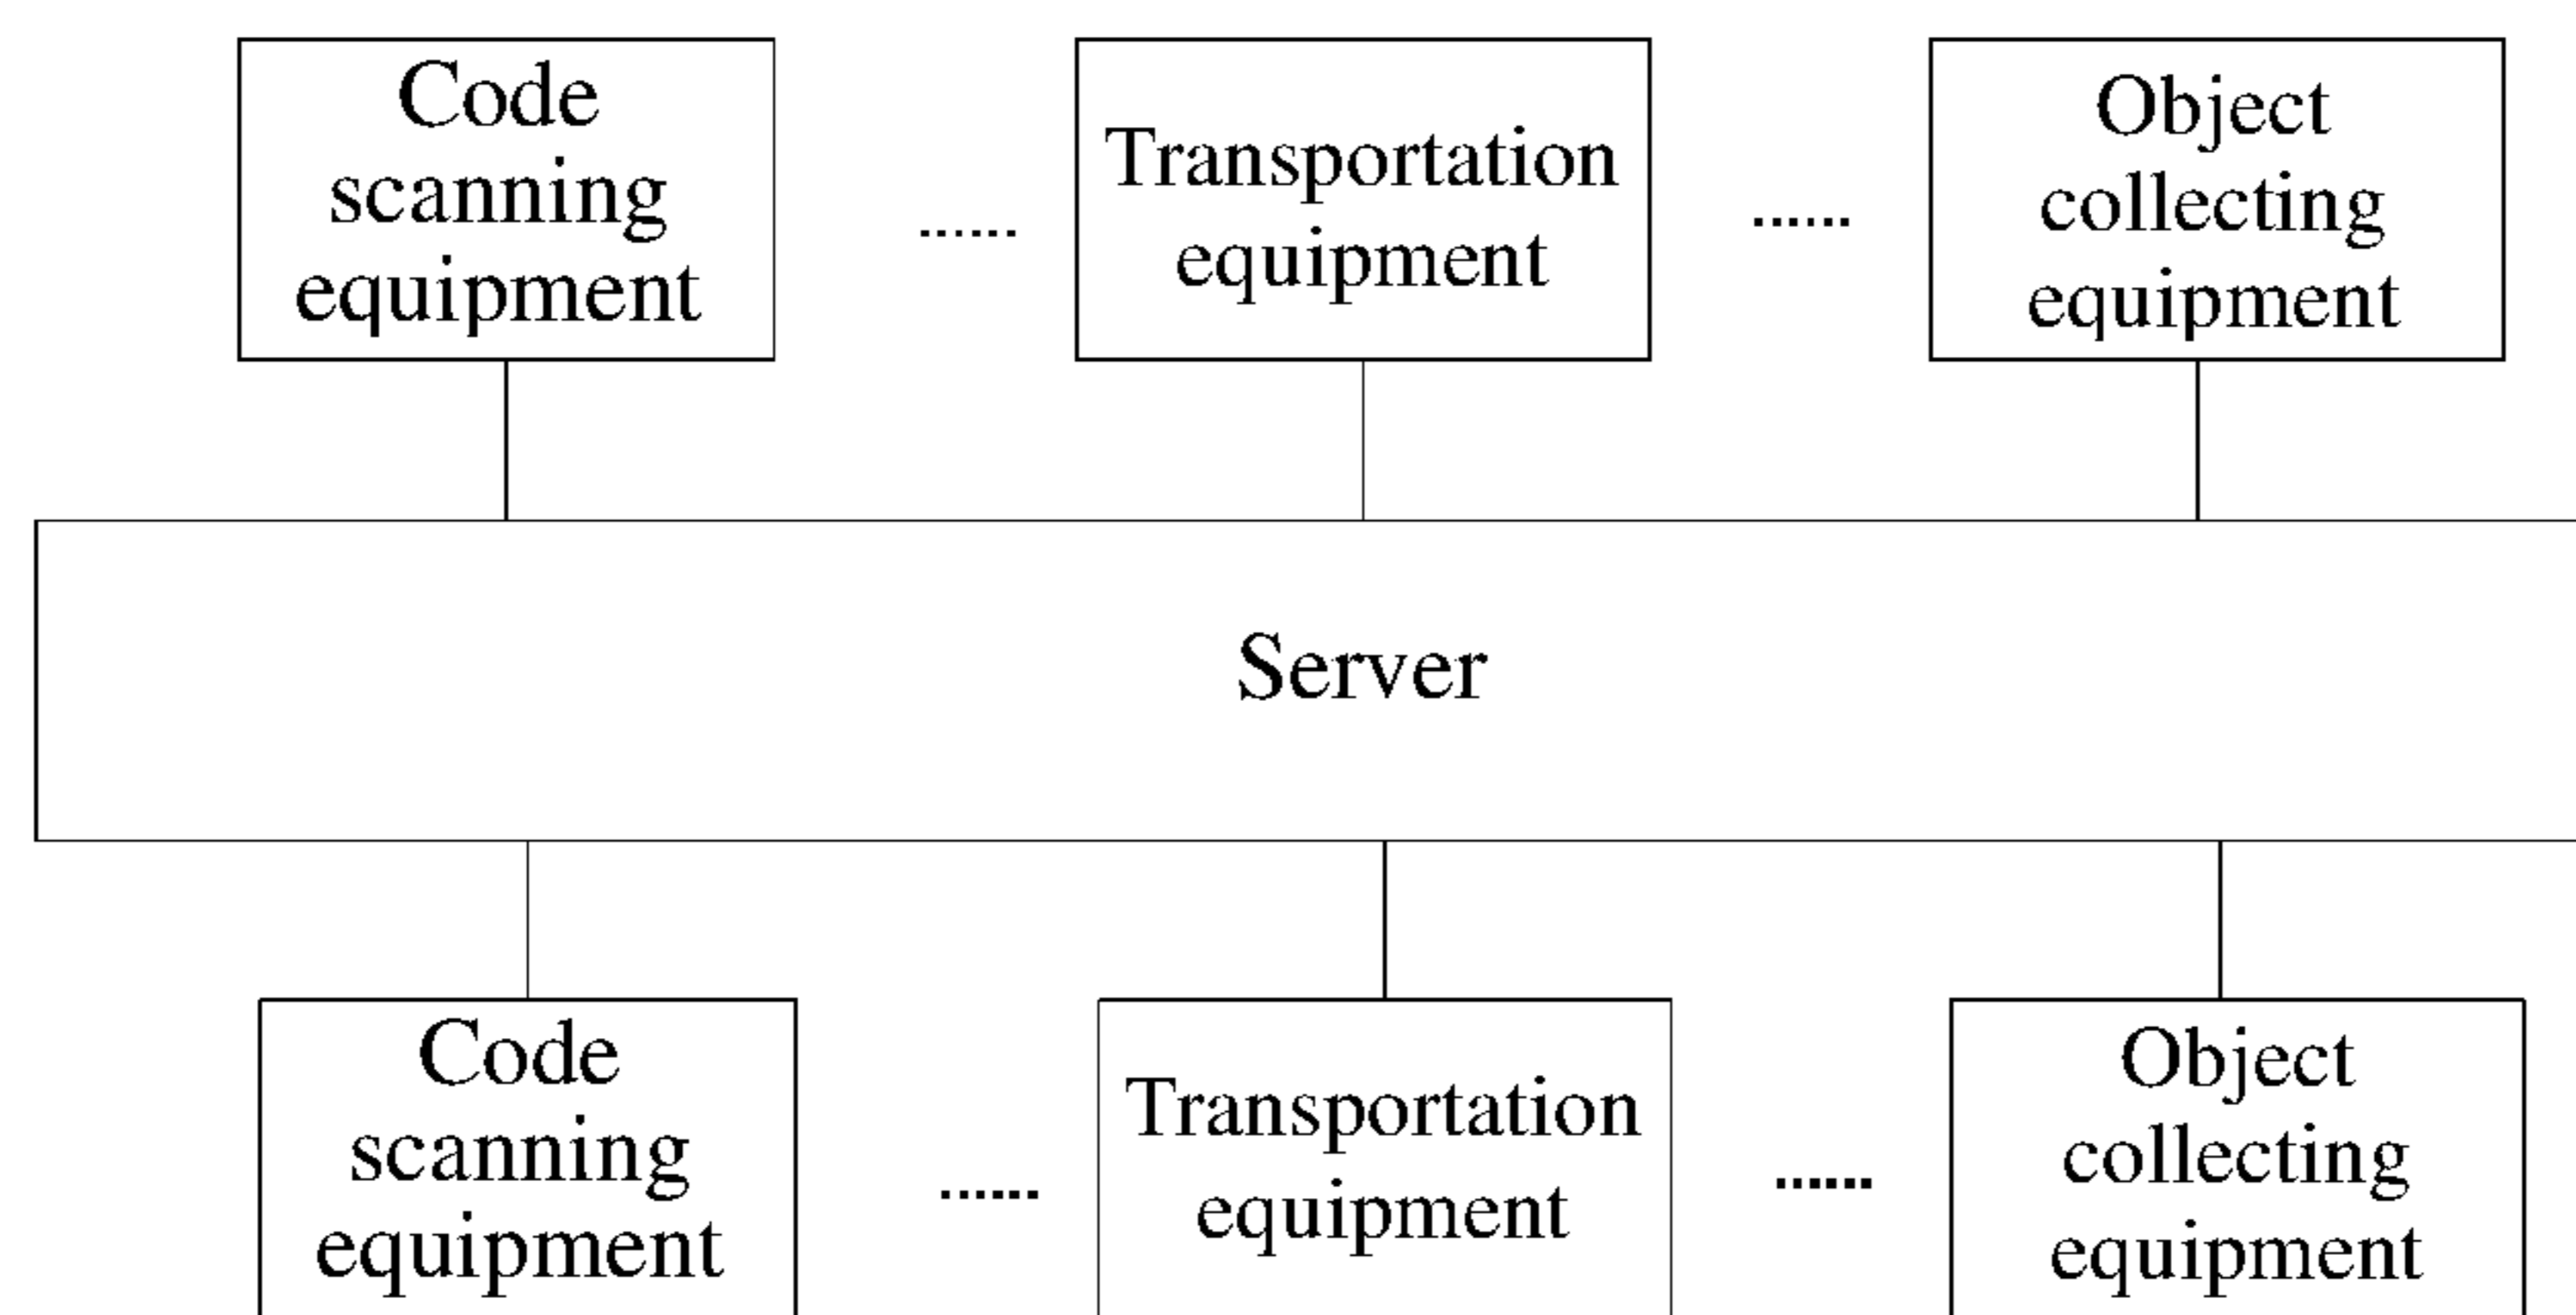 Code
scanning
equipment
......
Transportation
equipment
......
Object
collecting
equipment
Server
Code
scanning
equipment
......
Transportation
equipment
......
Object
collecting
equipment